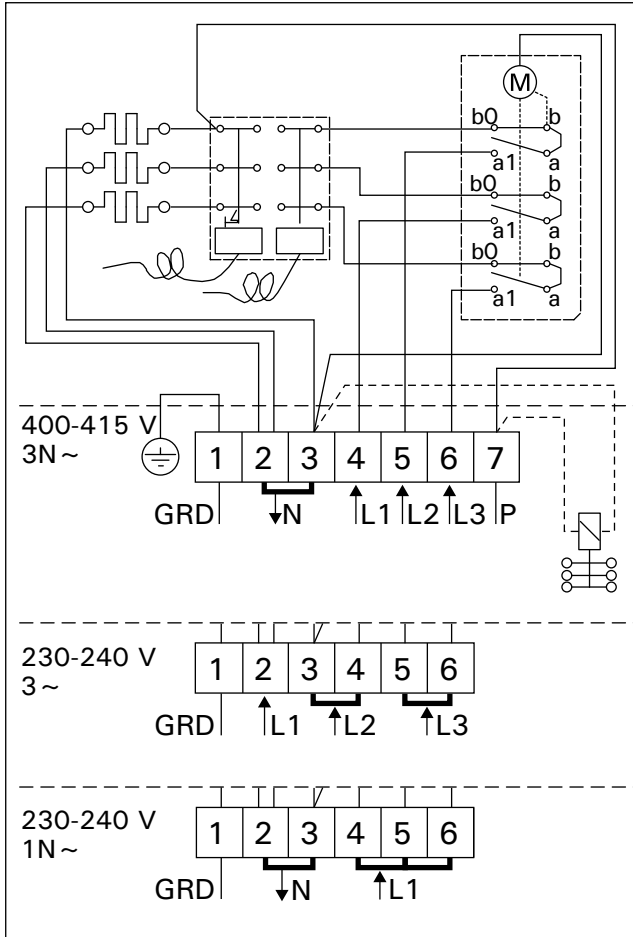 M
b0 b
a1 a
b0 b
a1 a
b0 b
a1 a
400-415 V
3N~
1 2 3 4 5 6 7
GRD N L1 L2 L3 P
230-240 V
3~
1 2 3 4 5 6
GRD L1 L2 L3
230-240 V
1N~
1 2 3 4 5 6
GRD N L1